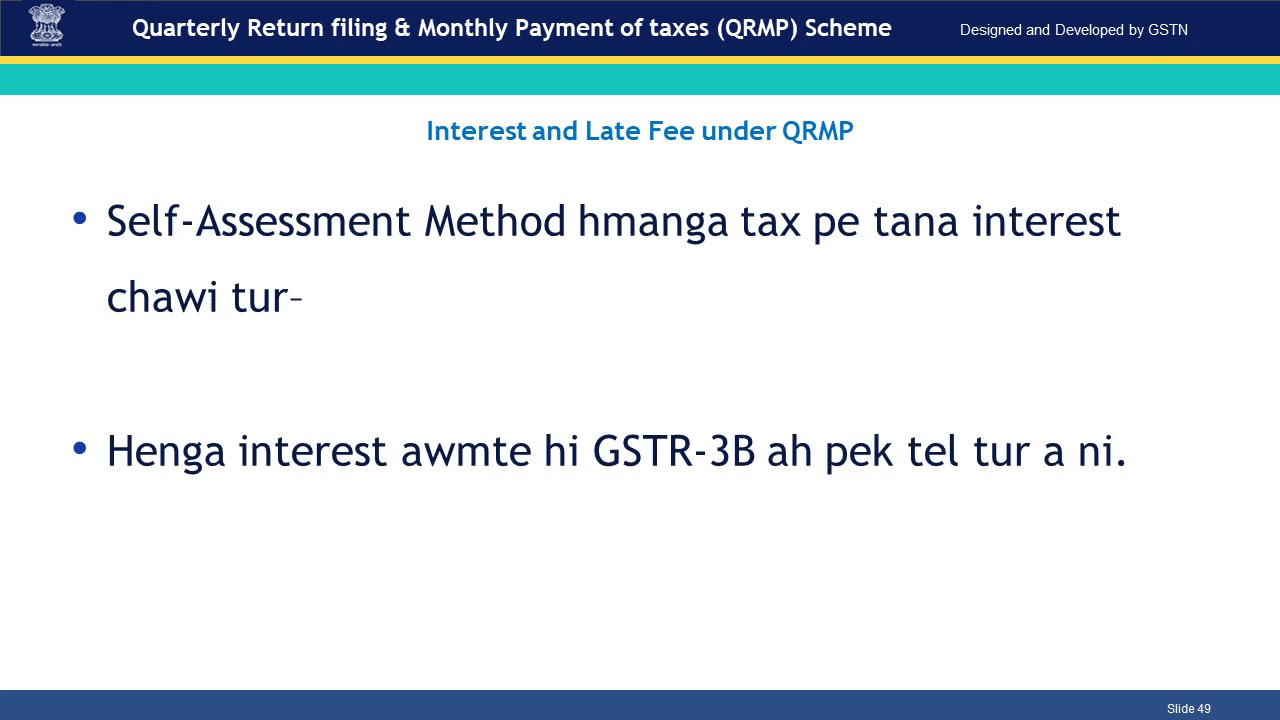 Quarterly Return filing & Monthly Payment of taxes (QRMP) Scheme
Designed and Developed by GSTN
Interest and Late Fee under QRMP
• Self-Assessment Method hmanga tax pe tana interest
chawi tur–
• Henga interest awmte hi GSTR-3B ah pek tel tur a ni.
Slide 49